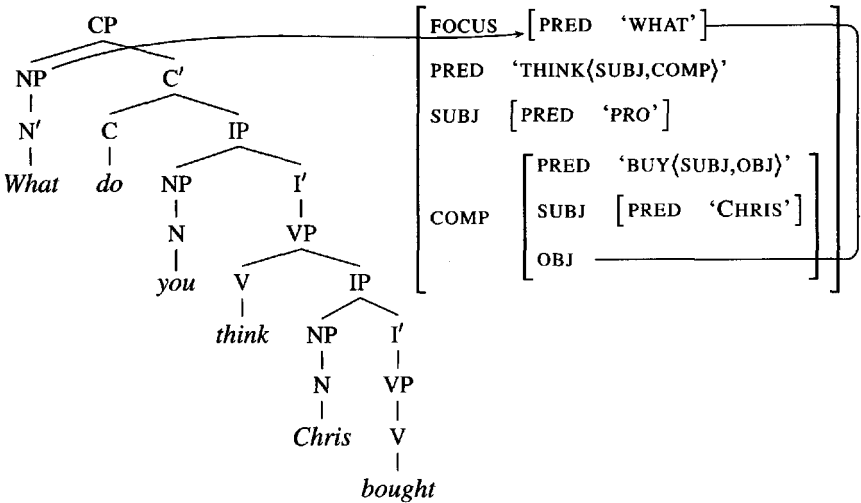 CP
FOCUS [PRED ‘WHAT’]
NP C′
PRED ‘THINK⟨SUBJ,COMP⟩’
N′ C IP
SUBJ [PRED ‘PRO’]
What do NP I′
PRED ‘BUY⟨SUBJ,OBJ⟩’
N VP
COMP SUBJ [PRED ‘CHRIS’]
you V IP
OBJ
think NP I′
N VP
Chris V
bought